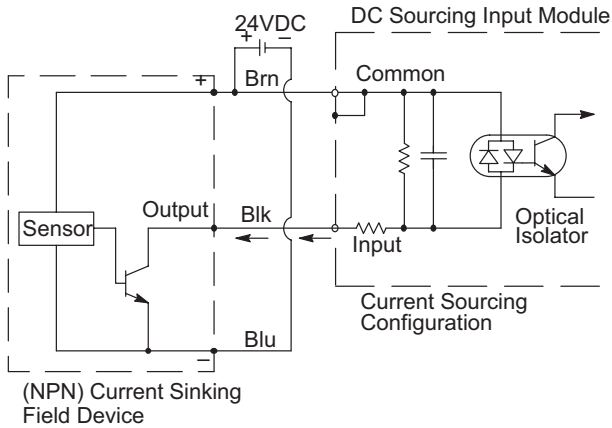 DC Sourcing Input Module
24VDC
+ −
+
Brn
Common
Output
Blk
Sensor
Input
Optical
Isolator
Current Sourcing
Configuration
Blu
−
(NPN) Current Sinking
Field Device